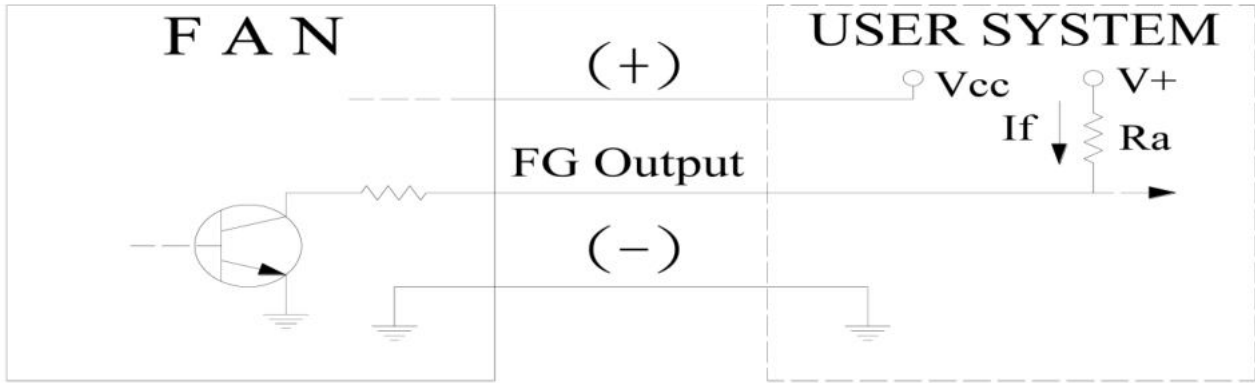 F A N
USER SYSTEM
(+)
Vcc
V+
If
Ra
FG Output
(-)